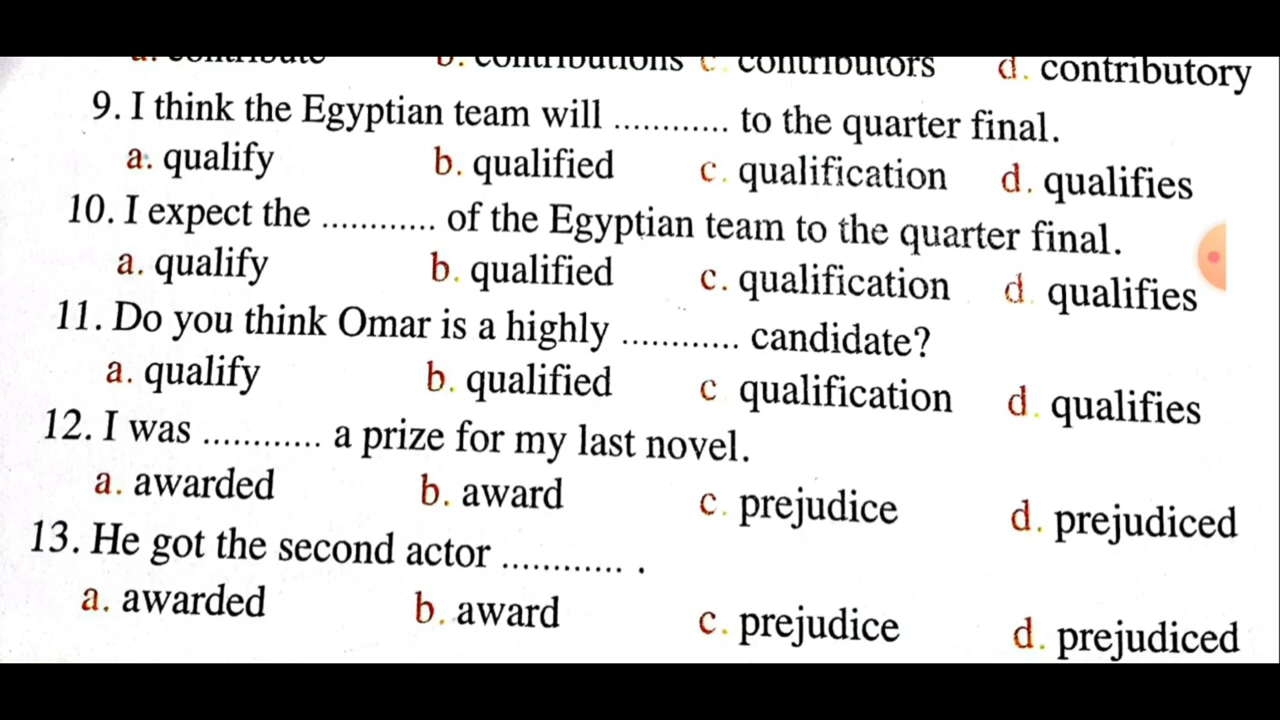 a. contribute b. contributions c. contributors d. contributory
9. I think the Egyptian team will ............ to the quarter final.
a. qualify b. qualified c. qualification d. qualifies
10. I expect the ............ of the Egyptian team to the quarter final.
a. qualify b. qualified c. qualification d. qualifies
11. Do you think Omar is a highly ............ candidate?
a. qualify b. qualified c qualification d. qualifies
12. I was ............ a prize for my last novel.
a. awarded b. award c. prejudice d. prejudiced
13. He got the second actor ............ .
a. awarded b. award c. prejudice d. prejudiced